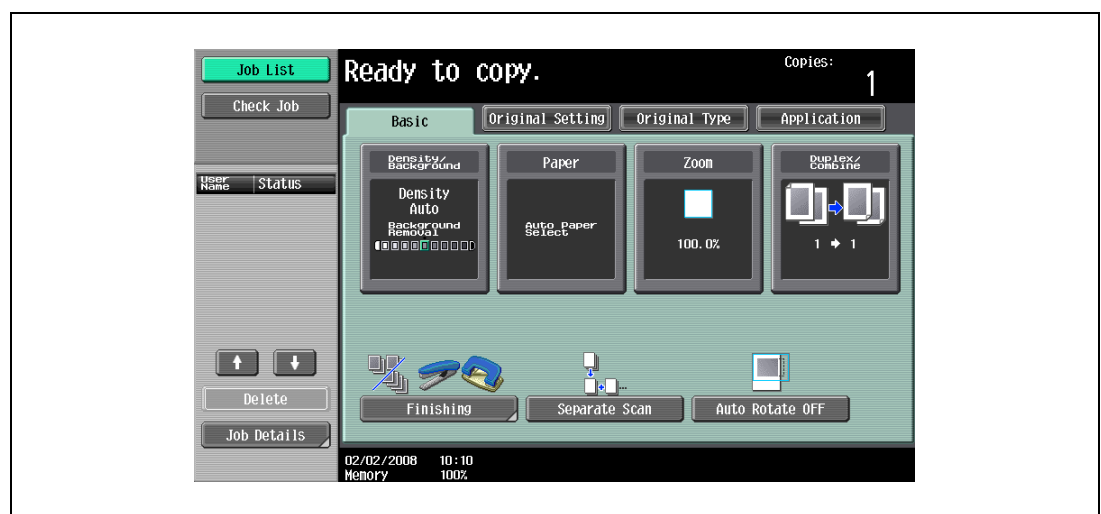 Job List
Ready to copy.
Copies:
1
Check Job
Basic
Original Setting
Original Type
Application
Density/
Background
Paper
Zoom
Duplex/
Combine
User
Name
Status
Density
Auto
Background
Removal
Auto Paper
Select
100.0%
1 → 1
Delete
Finishing
Separate Scan
Auto Rotate OFF
Job Details
02/02/2008 10:10
Memory 100%